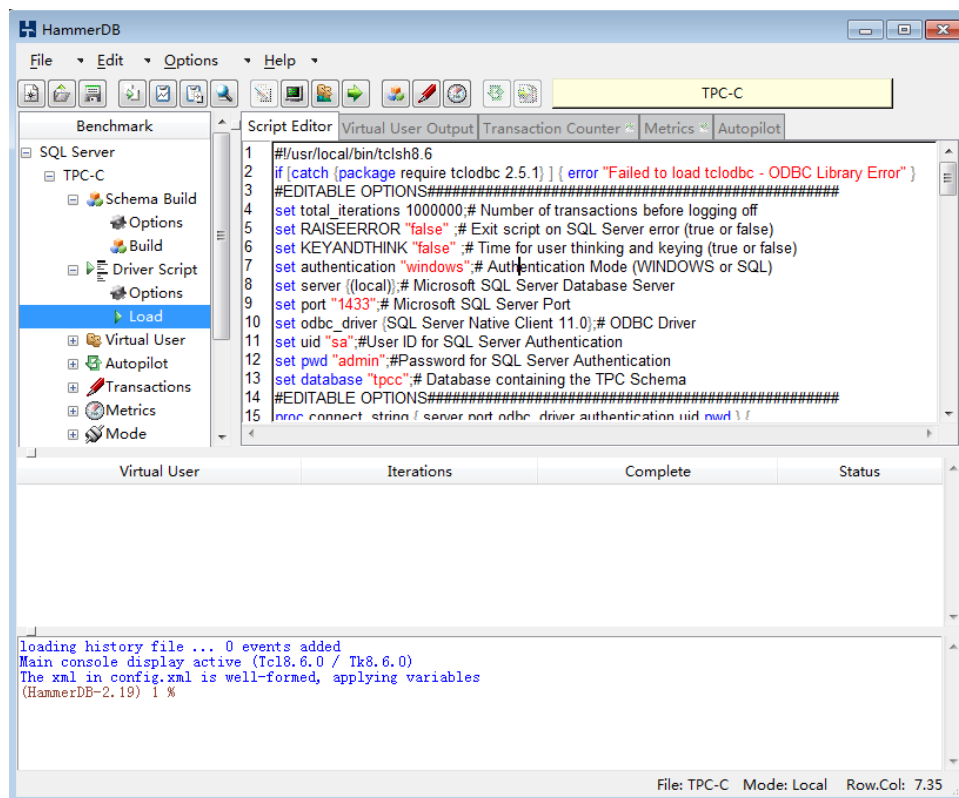 HammerDB
File Edit Options Help
TPC-C
Benchmark
SQL Server
TPC-C
Schema Build
Options
Build
Driver Script
Options
Load
Virtual User
Autopilot
Transactions
Metrics
Mode
Script Editor Virtual User Output Transaction Counter Metrics Autopilot
1 #!/usr/local/bin/tclsh8.6
2 if [catch {package require tclodbc 2.5.1} ] { error "Failed to load tclodbc - ODBC Library Error" }
3 #EDITABLE OPTIONS##################################################
4 set total_iterations 1000000;# Number of transactions before logging off
5 set RAISEERROR "false" ;# Exit script on SQL Server error (true or false)
6 set KEYANDTHINK "false" ;# Time for user thinking and keying (true or false)
7 set authentication "windows";# Authentication Mode (WINDOWS or SQL)
8 set server {(local)};# Microsoft SQL Server Database Server
9 set port "1433";# Microsoft SQL Server Port
10 set odbc_driver {SQL Server Native Client 11.0};# ODBC Driver
11 set uid "sa";#User ID for SQL Server Authentication
12 set pwd "admin";#Password for SQL Server Authentication
13 set database "tpcc";# Database containing the TPC Schema
14 #EDITABLE OPTIONS##################################################
15 proc connect_string { server port odbc_driver authentication uid pwd } {
Virtual User Iterations Complete Status
loading history file ... 0 events added
Main console display active (Tcl8.6.0 / Tk8.6.0)
The xml in config.xml is well-formed, applying variables
(HammerDB-2.19) 1 %
File: TPC-C Mode: Local Row.Col: 7.35